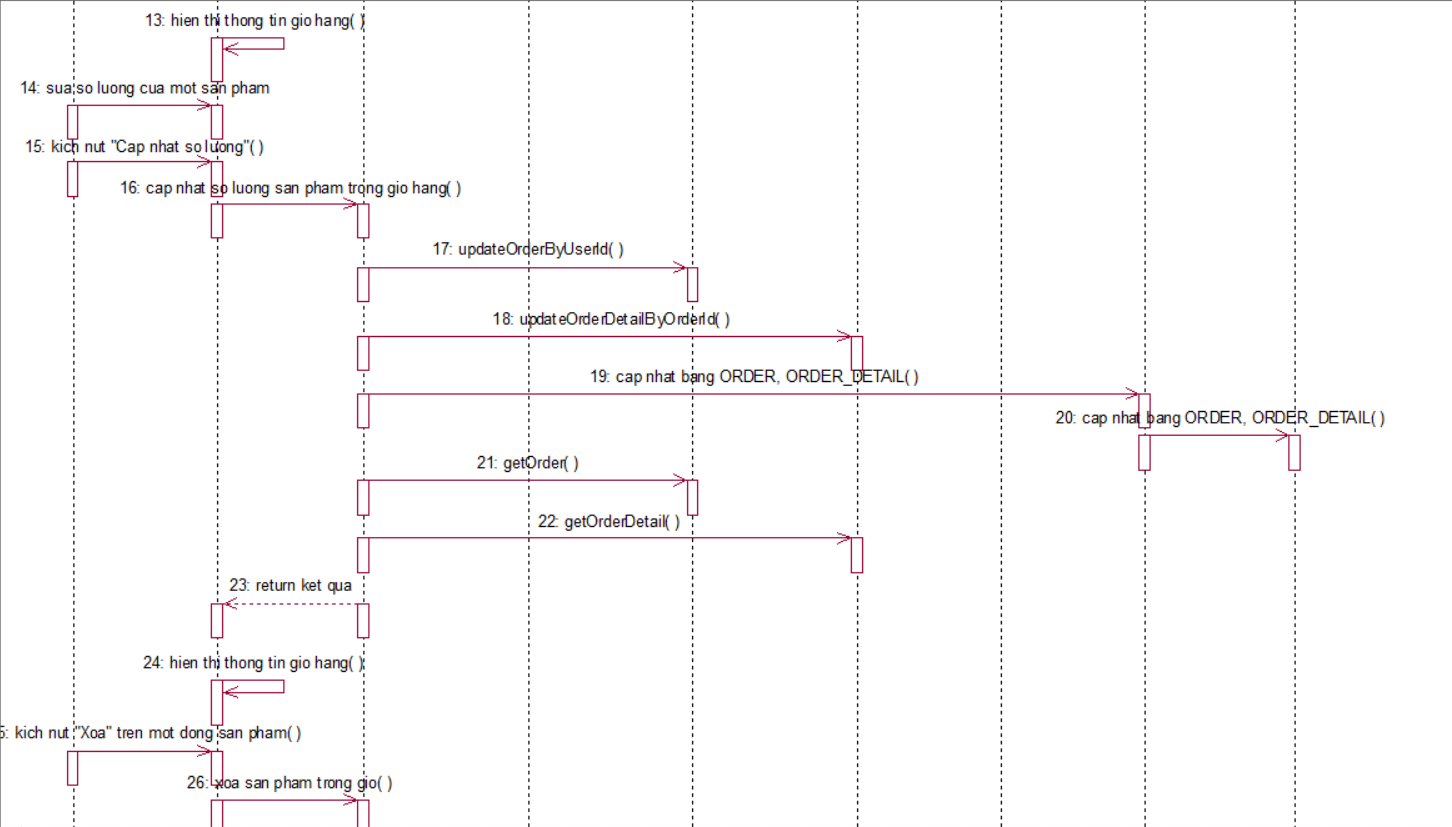 13: hien thi thong tin gio hang( )
14: sua so luong cua mot san pham
15: kich nut "Cap nhat so luong"( )
16: cap nhat so luong san pham trong gio hang( )
17: updateOrderByUserId( )
18: updateOrderDetailByOrderId( )
19: cap nhat bang ORDER, ORDER_DETAIL( )
20: cap nhat bang ORDER, ORDER_DETAIL( )
21: getOrder( )
22: getOrderDetail( )
23: return ket qua
24: hien thi thong tin gio hang( )
5: kich nut "Xoa" tren mot dong san pham( )
26: xoa san pham trong gio( )